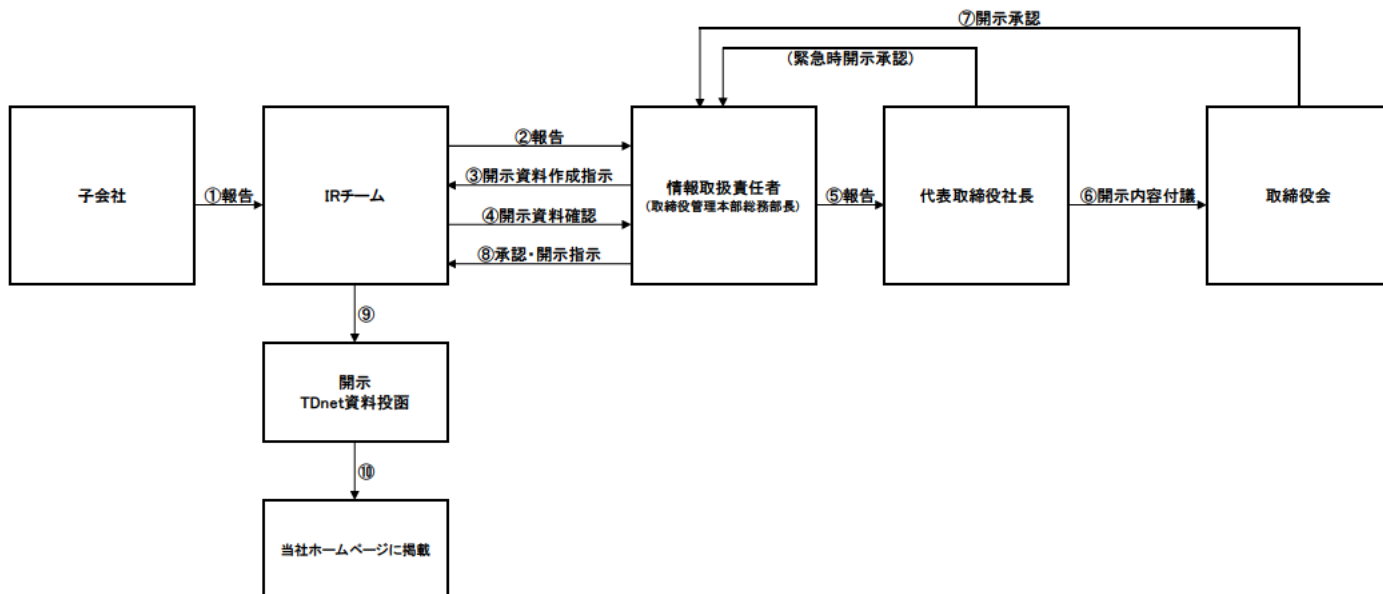 ⑦開示承認
(緊急時開示承認)
子会社
①報告
IRチーム
②報告
③開示資料作成指示
④開示資料確認
⑧承認・開示指示
情報取扱責任者
(取締役管理本部総務部長)
⑤報告
代表取締役社長
⑥開示内容付議
取締役会
⑨
開示
TDnet資料投函
⑩
当社ホームページに掲載